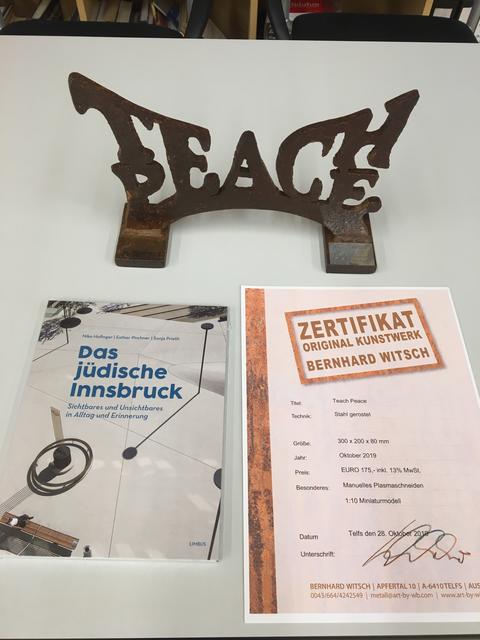 TEACH
PEACE
Nike Hofinger | Esther Pirchner | Sonja Prieth
Das
jüdische
Innsbruck
Sichtbares und Unsichtbares
in Alltag und Erinnerung
LIMBUS
ZERTIFIKAT
ORIGINAL KUNSTWERK
BERNHARD WITSCH
Titel: Teach Peace
Technik: Stahl gerostet
Größe: 300 x 200 x 80 mm
Jahr: Oktober 2019
Preis: EURO 175,- inkl. 13% MwSt.
Besonderes: Manuelles Plasmaschneiden
1:10 Miniaturmodell
Datum Telfs den 28. Oktober 2019
Unterschrift:
BERNHARD WITSCH | APFERTAL 10 | A-6410 TELFS | AUS
0043/664/4242549 | metall@art-by-wb.com | www.art-by-wb